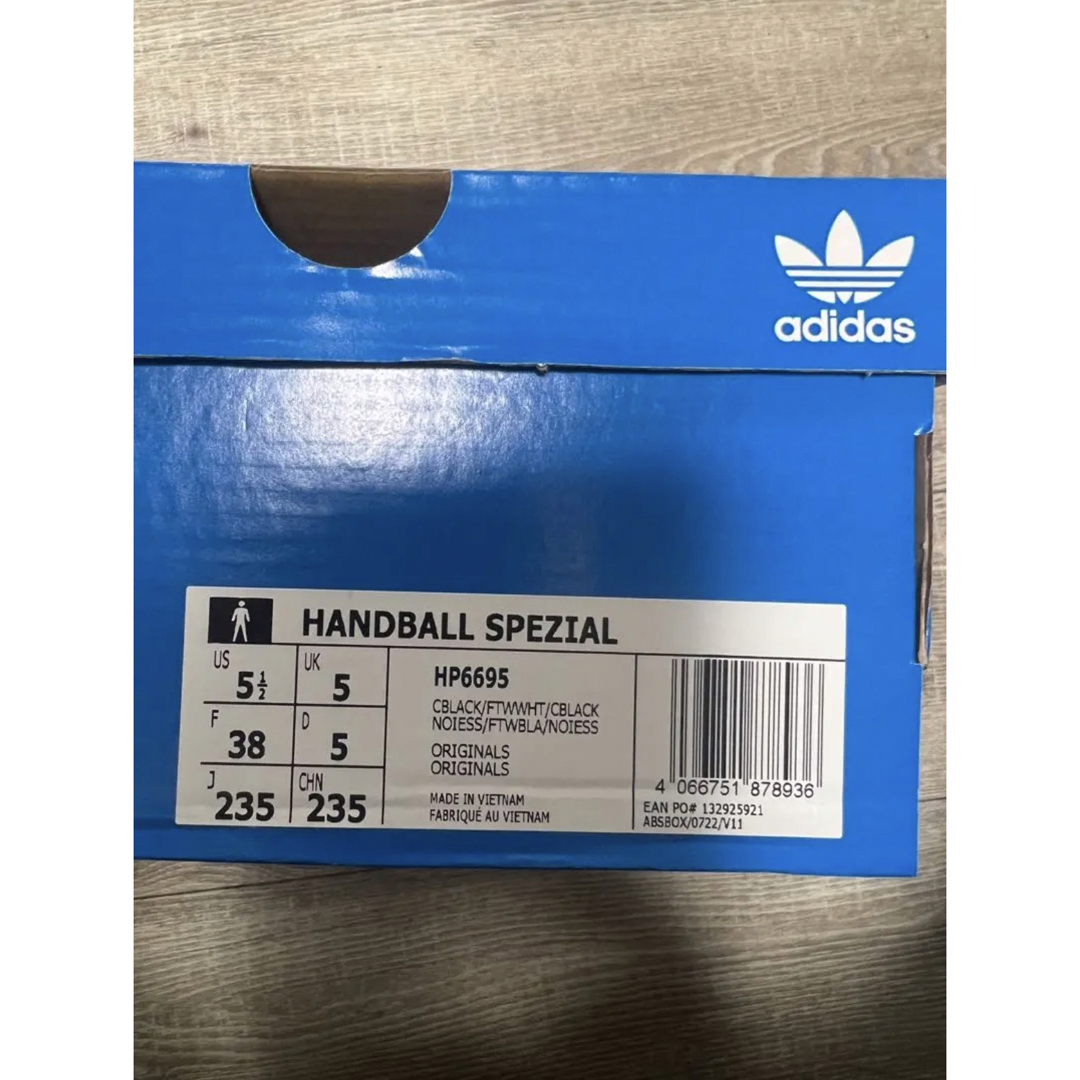 adidas
HANDBALL SPEZIAL
US
5½
UK
5
F
38
D
5
J
235
CHN
235
HP6695
CBLACK/FTWWHT/CBLACK
NOIESS/FTWBLA/NOIESS
ORIGINALS
ORIGINALS
MADE IN VIETNAM
FABRIQUÉ AU VIETNAM
4 066751 878936
EAN PO# 132925921
ABSBOX/0722/V11